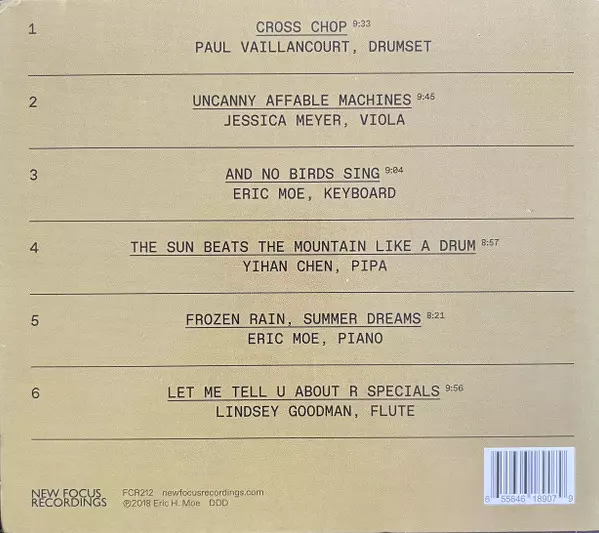 1
CROSS CHOP 9:33
PAUL VAILLANCOURT, DRUMSET
2
UNCANNY AFFABLE MACHINES 9:45
JESSICA MEYER, VIOLA
3
AND NO BIRDS SING 9:04
ERIC MOE, KEYBOARD
4
THE SUN BEATS THE MOUNTAIN LIKE A DRUM 8:57
YIHAN CHEN, PIPA
5
FROZEN RAIN, SUMMER DREAMS 8:21
ERIC MOE, PIANO
6
LET ME TELL U ABOUT R SPECIALS 9:56
LINDSEY GOODMAN, FLUTE
NEW FOCUS
RECORDINGS
FCR212 newfocusrecordings.com
℗2018 Eric H. Moe DDD
6 55646 18907 9